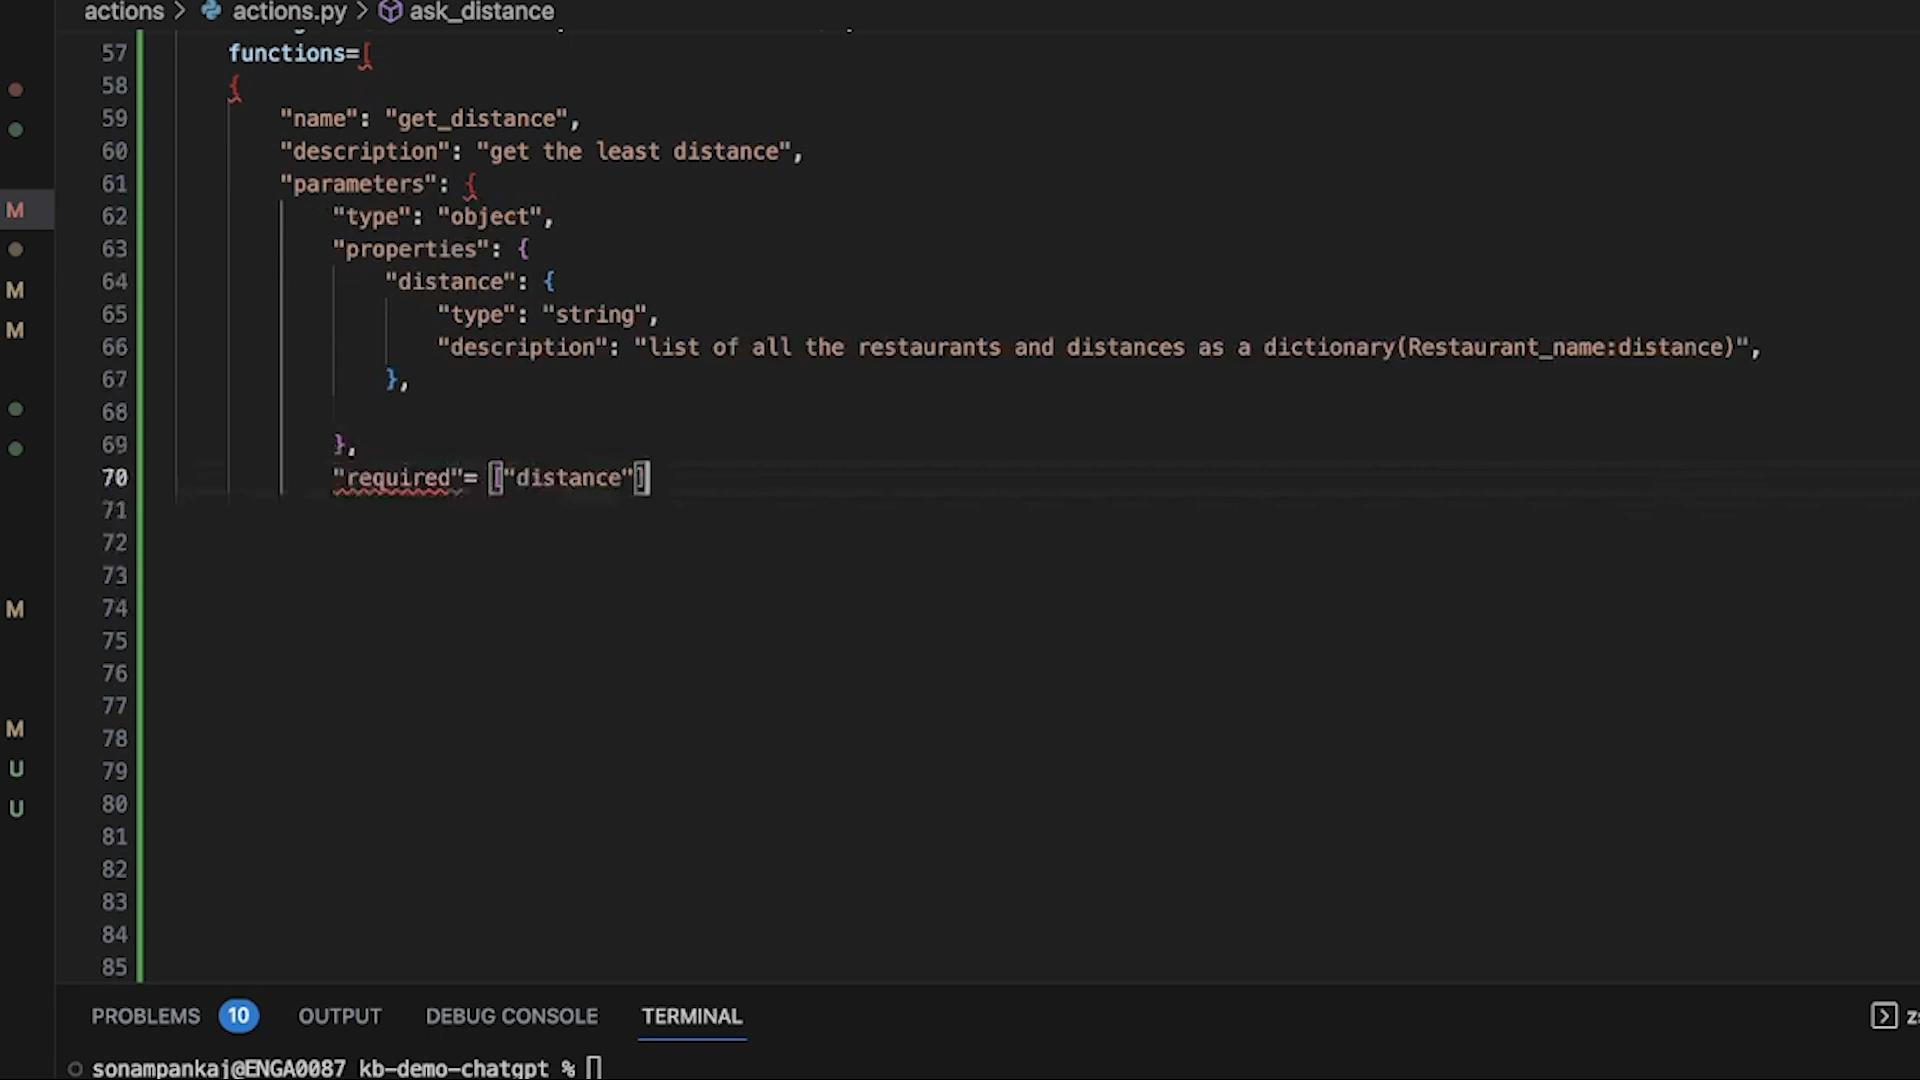 actions > actions.py > ask_distance
57 functions=[
58 {
59 "name": "get_distance",
60 "description": "get the least distance",
61 "parameters": {
62 "type": "object",
63 "properties": {
64 "distance": {
65 "type": "string",
66 "description": "list of all the restaurants and distances as a dictionary(Restaurant_name:distance)",
67 },
68
69 },
70 "required"= ["distance"]
71
72
73
74
75
76
77
78
79
80
81
82
83
84
85
M
M
M
M
M
U
U
PROBLEMS 10 OUTPUT DEBUG CONSOLE TERMINAL
sonampankaj@ENGA0087 kb-demo-chatgpt %